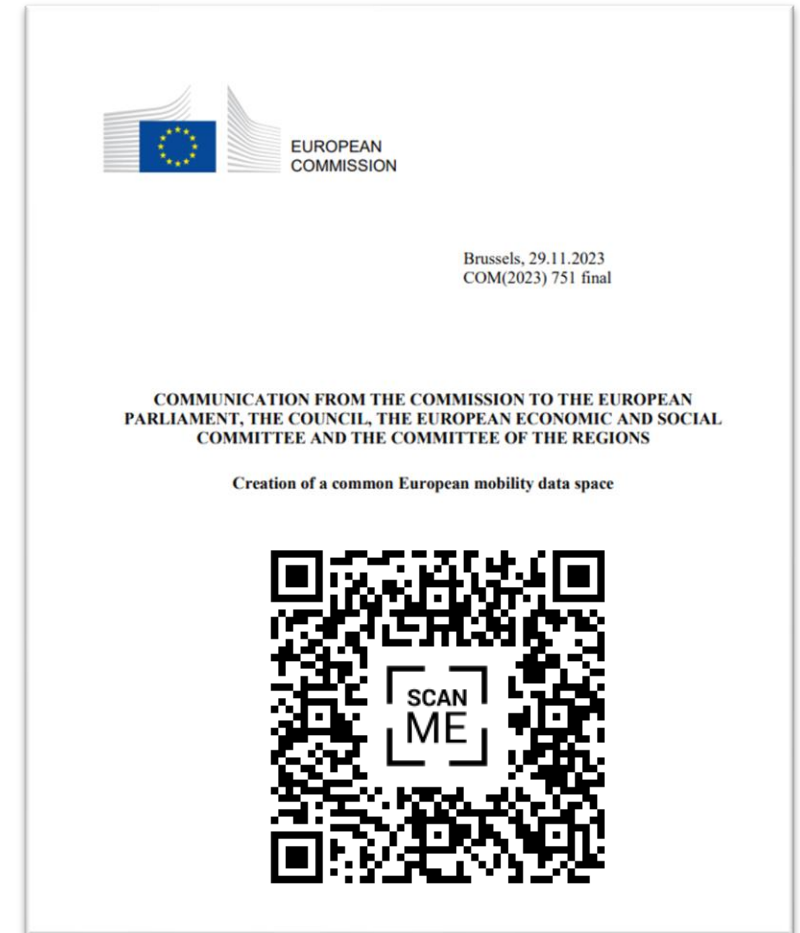 EUROPEAN
COMMISSION
Brussels, 29.11.2023
COM(2023) 751 final
COMMUNICATION FROM THE COMMISSION TO THE EUROPEAN
PARLIAMENT, THE COUNCIL, THE EUROPEAN ECONOMIC AND SOCIAL
COMMITTEE AND THE COMMITTEE OF THE REGIONS
Creation of a common European mobility data space
SCAN
ME